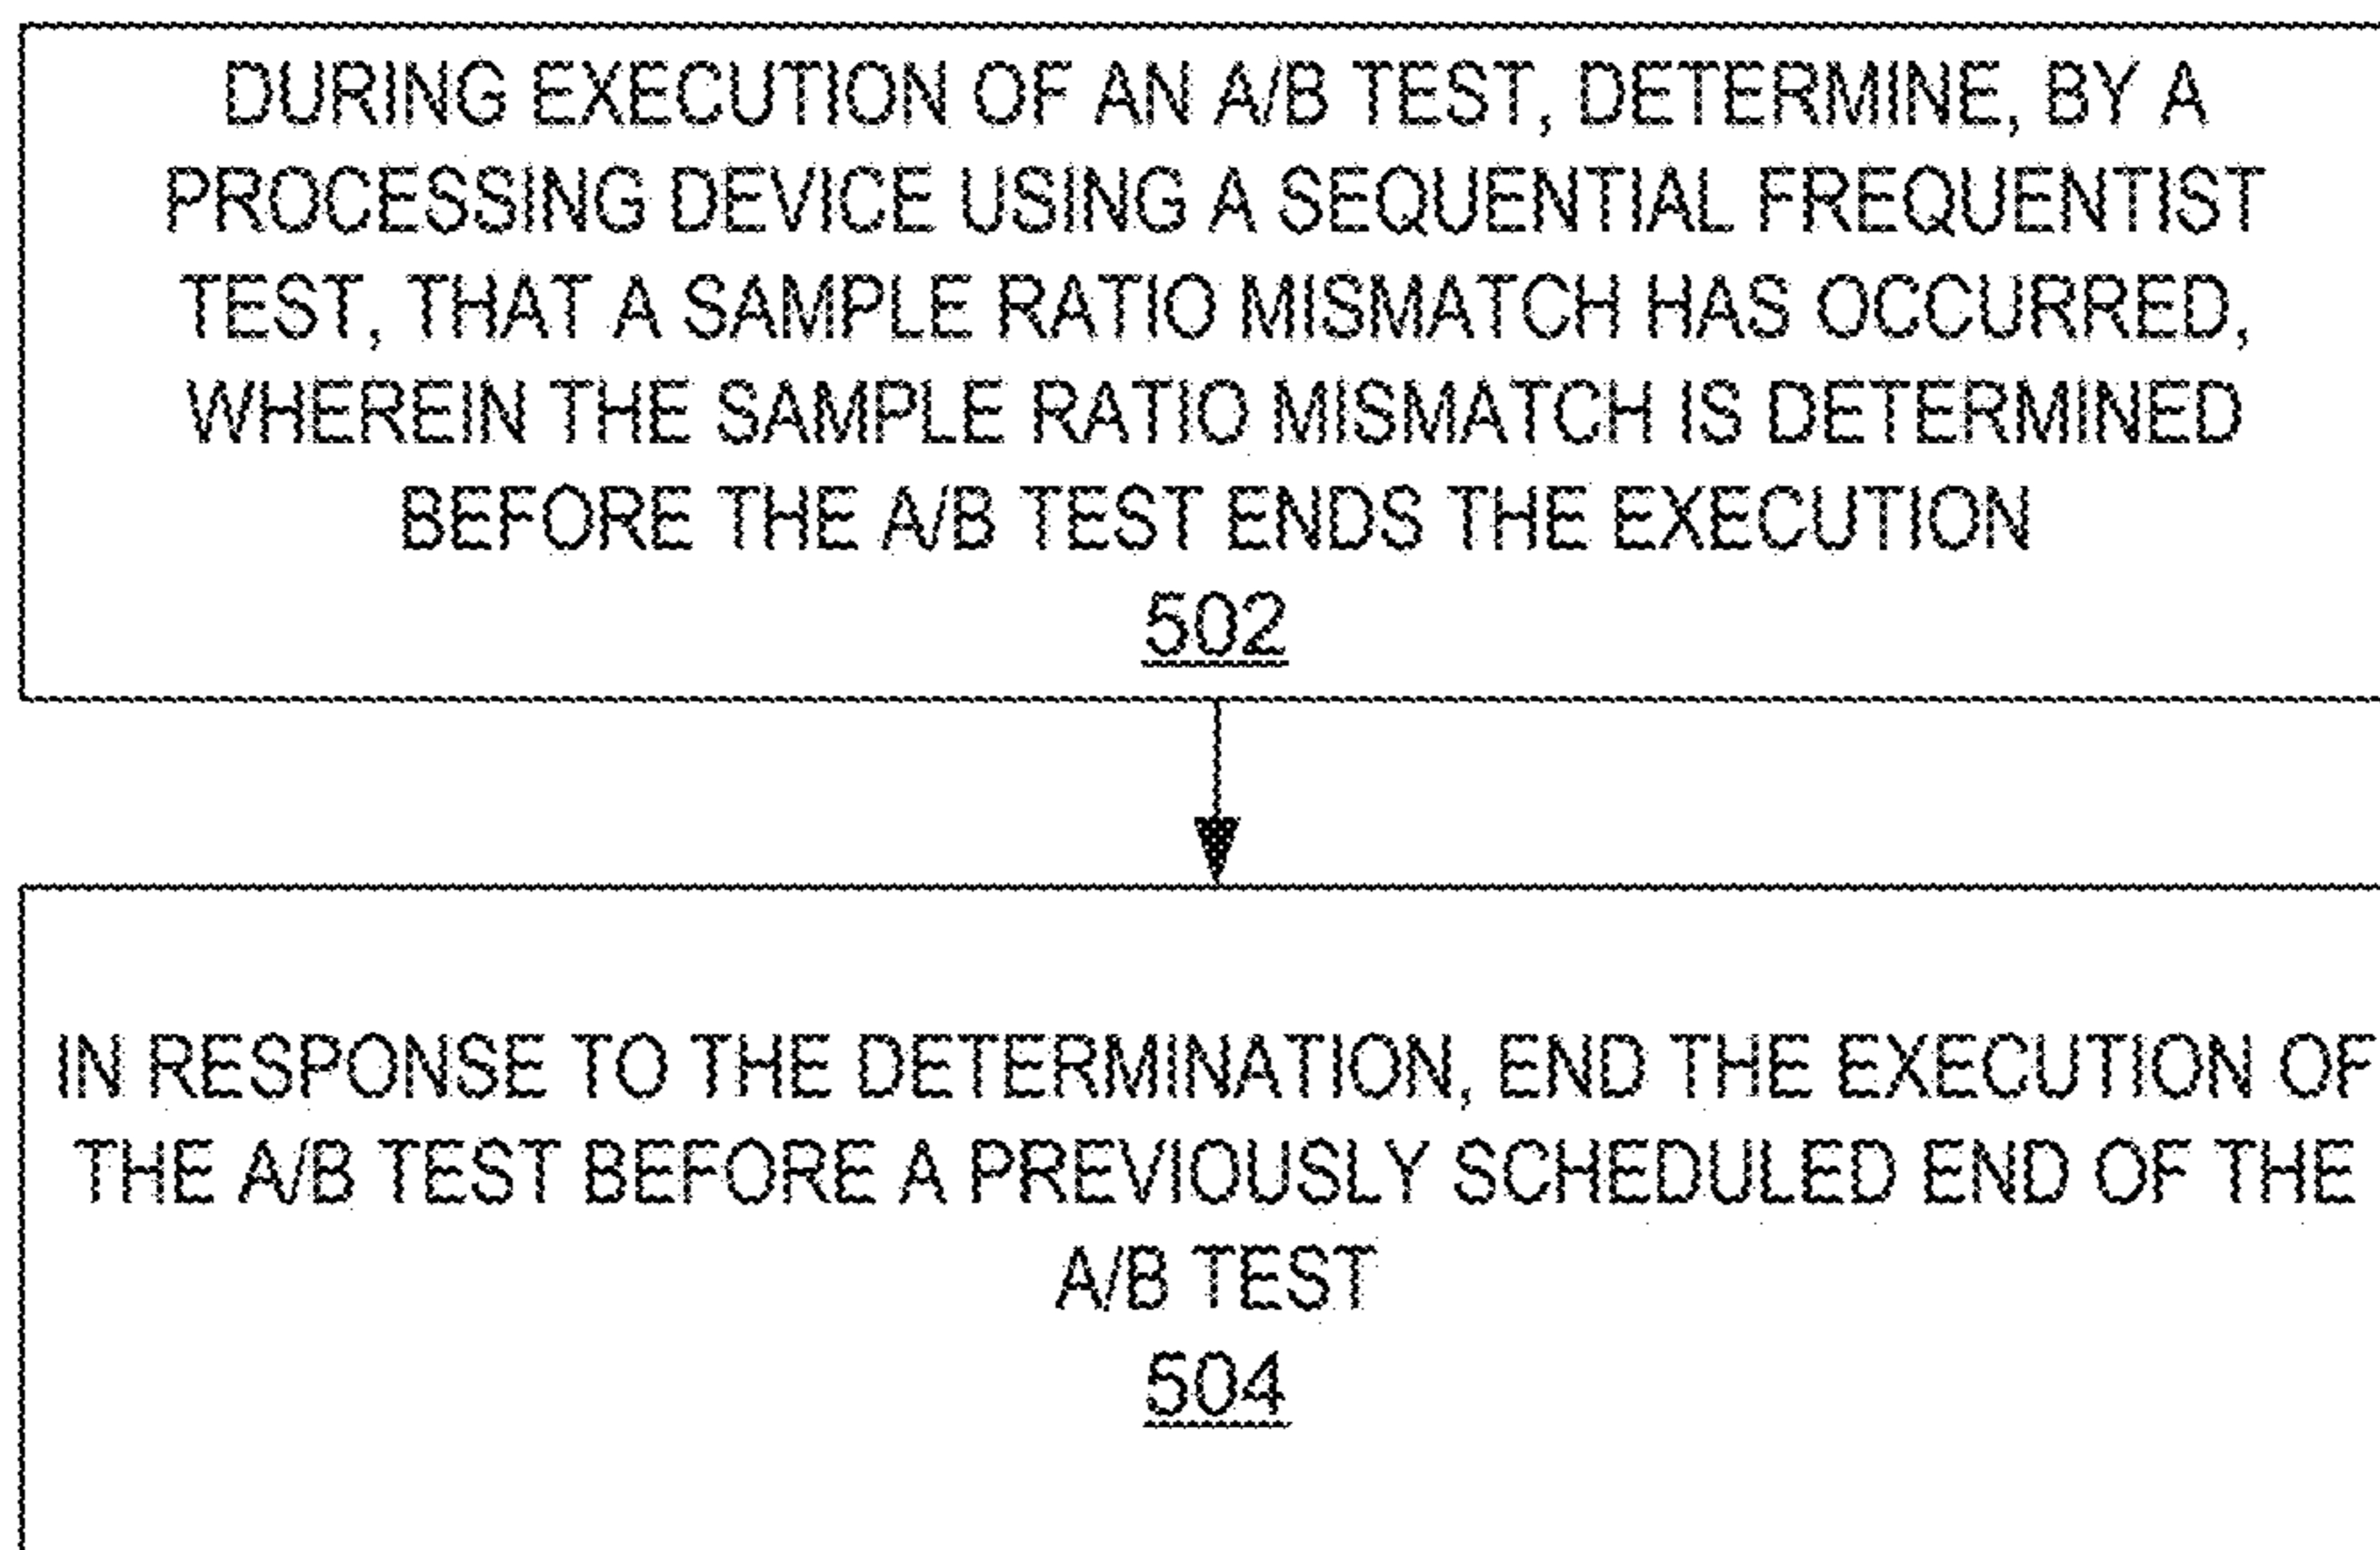 DURING EXECUTION OF AN A/B TEST, DETERMINE, BY A
PROCESSING DEVICE USING A SEQUENTIAL FREQUENTIST
TEST, THAT A SAMPLE RATIO MISMATCH HAS OCCURRED,
WHEREIN THE SAMPLE RATIO MISMATCH IS DETERMINED
BEFORE THE A/B TEST ENDS THE EXECUTION
502
IN RESPONSE TO THE DETERMINATION, END THE EXECUTION OF
THE A/B TEST BEFORE A PREVIOUSLY SCHEDULED END OF THE
A/B TEST
504